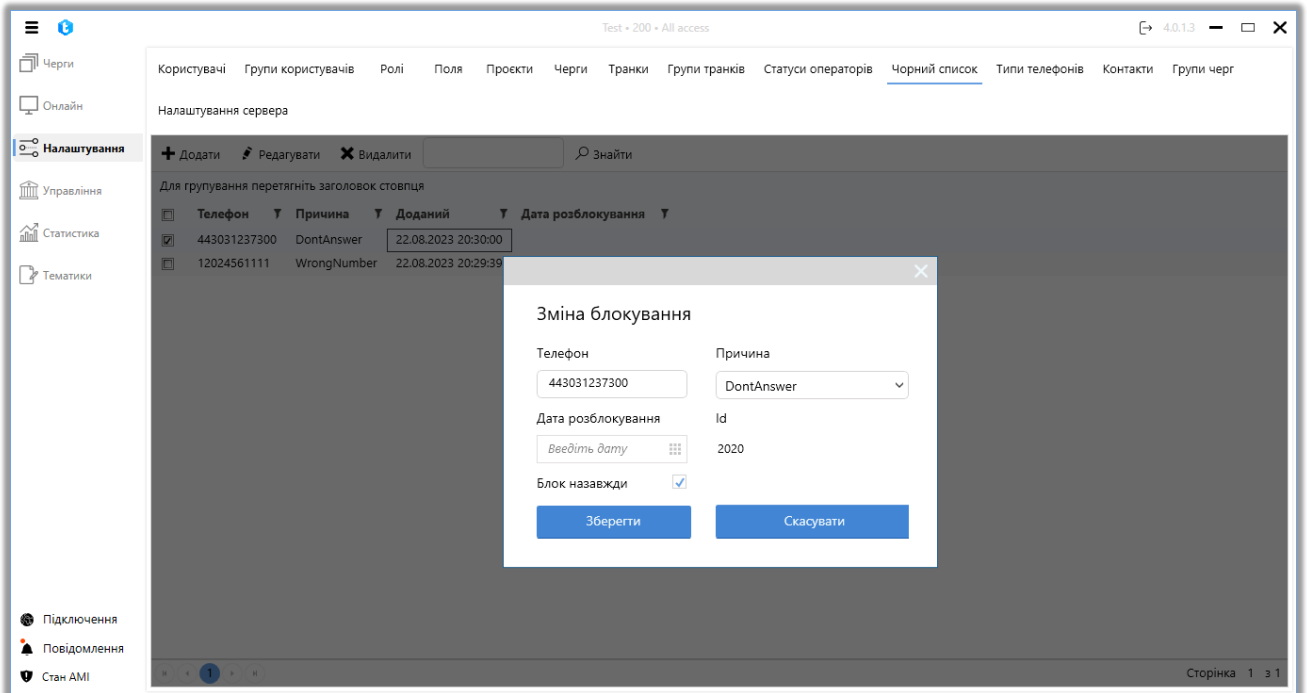 Test • 200 • All access
4.0.1.3
Черги
Онлайн
Налаштування
Управління
Статистика
Тематики
Користувачі Групи користувачів Ролі Поля Проєкти Черги Транки Групи транків Статуси операторів Чорний список Типи телефонів Контакти Групи черг
Налаштування сервера
Додати Редагувати Видалити Знайти
Для групування перетягніть заголовок стовпця
Телефон Причина Доданий Дата розблокування
443031237300 DontAnswer 22.08.2023 20:30:00
12024561111 WrongNumber 22.08.2023 20:29:39
Зміна блокування
Телефон Причина
443031237300 DontAnswer
Дата розблокування Id
Введіть дату 2020
Блок назавжди
Зберегти Скасувати
Підключення
Повідомлення
Стан AMI
1
Сторінка 1 з 1